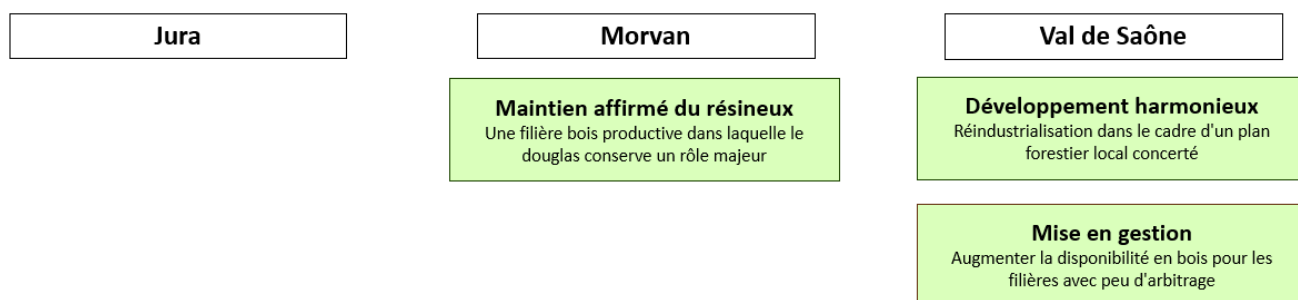 Jura
Morvan
Val de Saône
Maintien affirmé du résineux
Une filière bois productive dans laquelle le
douglas conserve un rôle majeur
Développement harmonieux
Réindustrialisation dans le cadre d'un plan
forestier local concerté
Mise en gestion
Augmenter la disponibilité en bois pour les
filières avec peu d'arbitrage